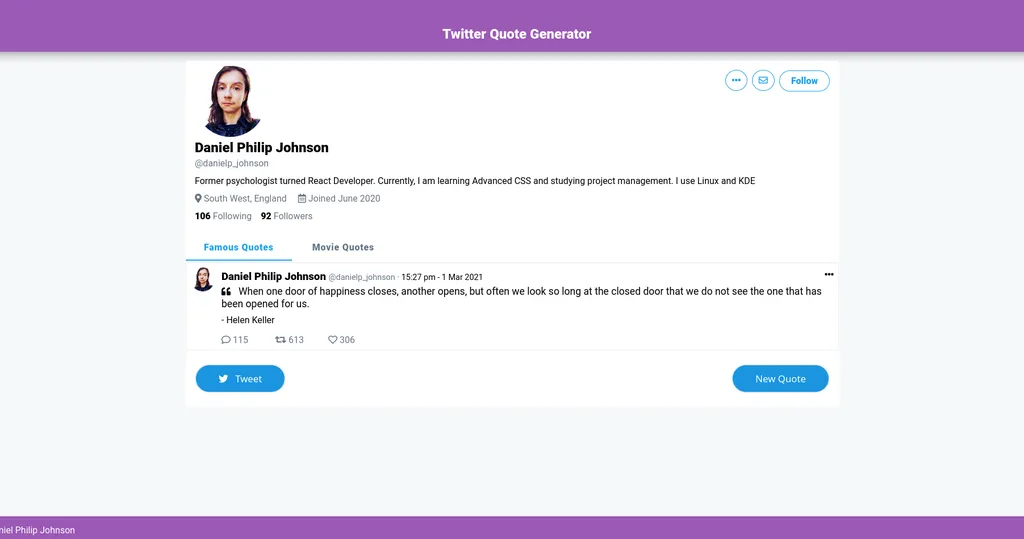 Twitter Quote Generator
Follow
Daniel Philip Johnson
@danielp_johnson
Former psychologist turned React Developer. Currently, I am learning Advanced CSS and studying project management. I use Linux and KDE
South West, England Joined June 2020
106 Following 92 Followers
Famous Quotes Movie Quotes
Daniel Philip Johnson @danielp_johnson · 15:27 pm - 1 Mar 2021
When one door of happiness closes, another opens, but often we look so long at the closed door that we do not see the one that has
been opened for us.
- Helen Keller
115 613 306
Tweet New Quote
niel Philip Johnson